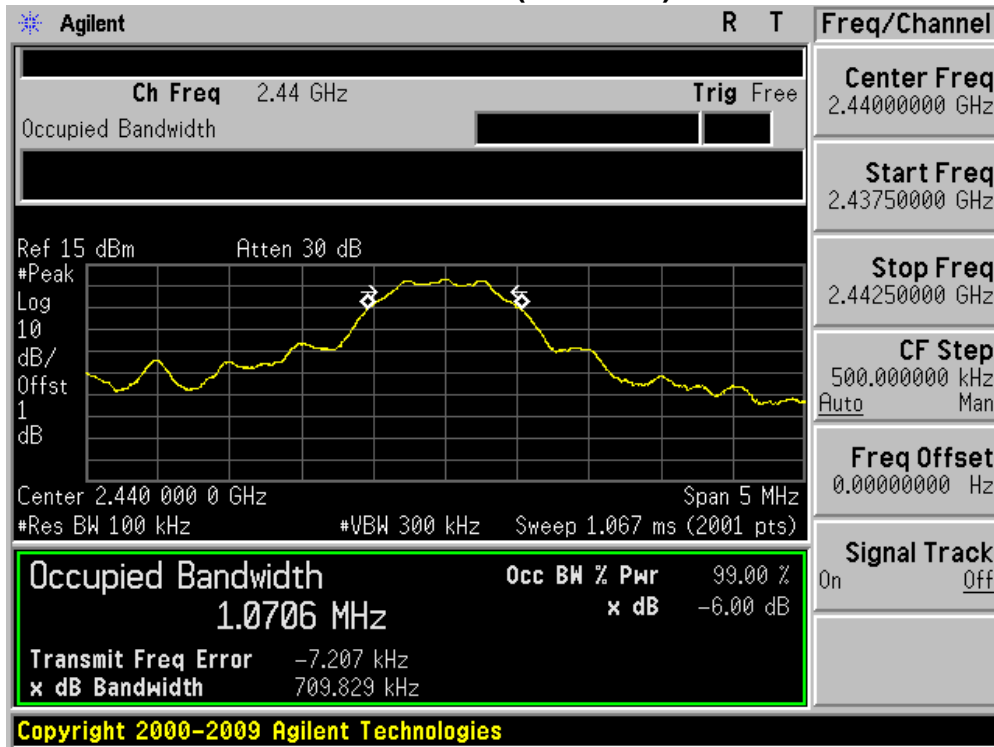 Agilent R T Freq/Channel
Ch Freq 2.44 GHz Trig Free
Occupied Bandwidth
Center Freq
2.44000000 GHz
Start Freq
2.43750000 GHz
Stop Freq
2.44250000 GHz
CF Step
500.000000 kHz
Auto Man
Freq Offset
0.00000000 Hz
Signal Track
On Off
Ref 15 dBm Atten 30 dB
#Peak
Log
10
dB/
Offst
1
dB
Center 2.440 000 0 GHz Span 5 MHz
#Res BW 100 kHz #VBW 300 kHz Sweep 1.067 ms (2001 pts)
Occupied Bandwidth Occ BW % Pwr 99.00 %
1.0706 MHz x dB -6.00 dB
Transmit Freq Error -7.207 kHz
x dB Bandwidth 709.829 kHz
Copyright 2000-2009 Agilent Technologies